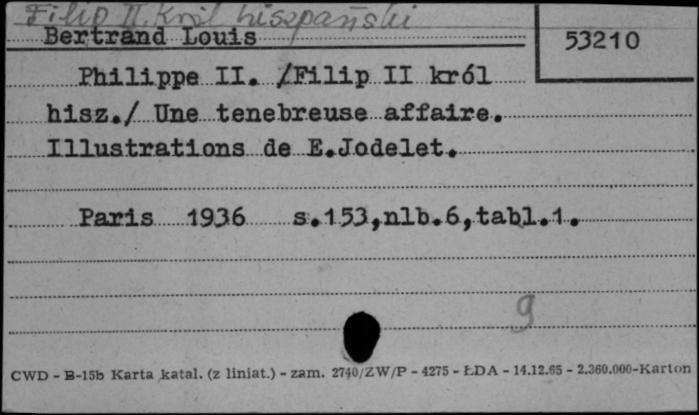 Filip II. Król hiszpański
Bertrand Louis
53210
Philippe II. /Filip II król
hisz./ Une tenebreuse affaire.
Illustrations de E.Jodelet.
Paris 1936 s.153,nlb.6,tabl.1.
9
CWD - B-15b Karta katal. (z liniat.) - zam. 2740/ZW/P - 4275 - ŁDA - 14.12.65 - 2.360.000-Karton